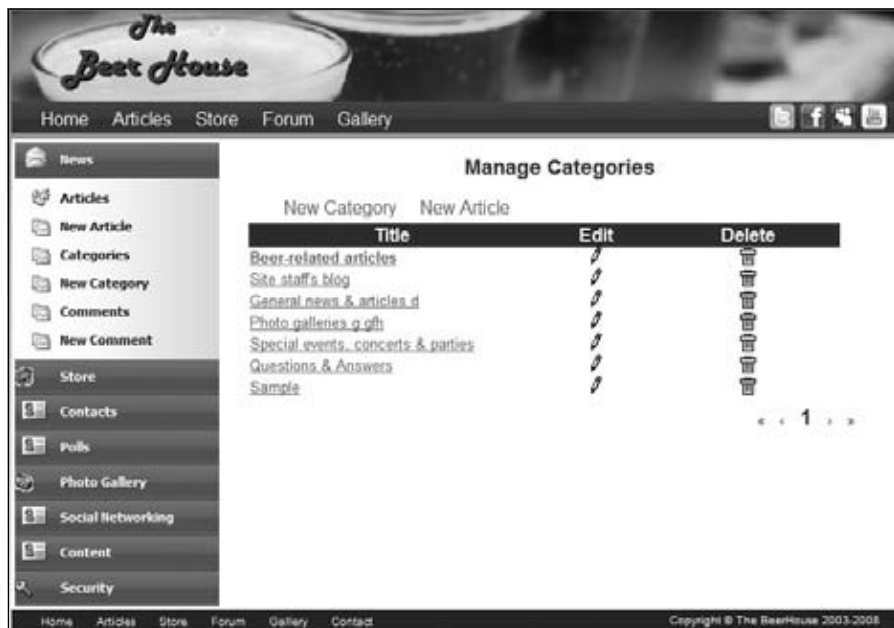 The
Beer House
Home Articles Store Forum Gallery
News
Articles
New Article
Categories
New Category
Comments
New Comment
Store
Contacts
Polls
Photo Gallery
Social Networking
Content
Security
Manage Categories
New Category New Article
Title Edit Delete
Beer-related articles
Site staff's blog
General news & articles d
Photo galleries g gfh
Special events, concerts & parties
Questions & Answers
Sample
« ‹ 1 › »
Home Articles Store Forum Gallery Contact
Copyright © The BeerHouse 2003-2008